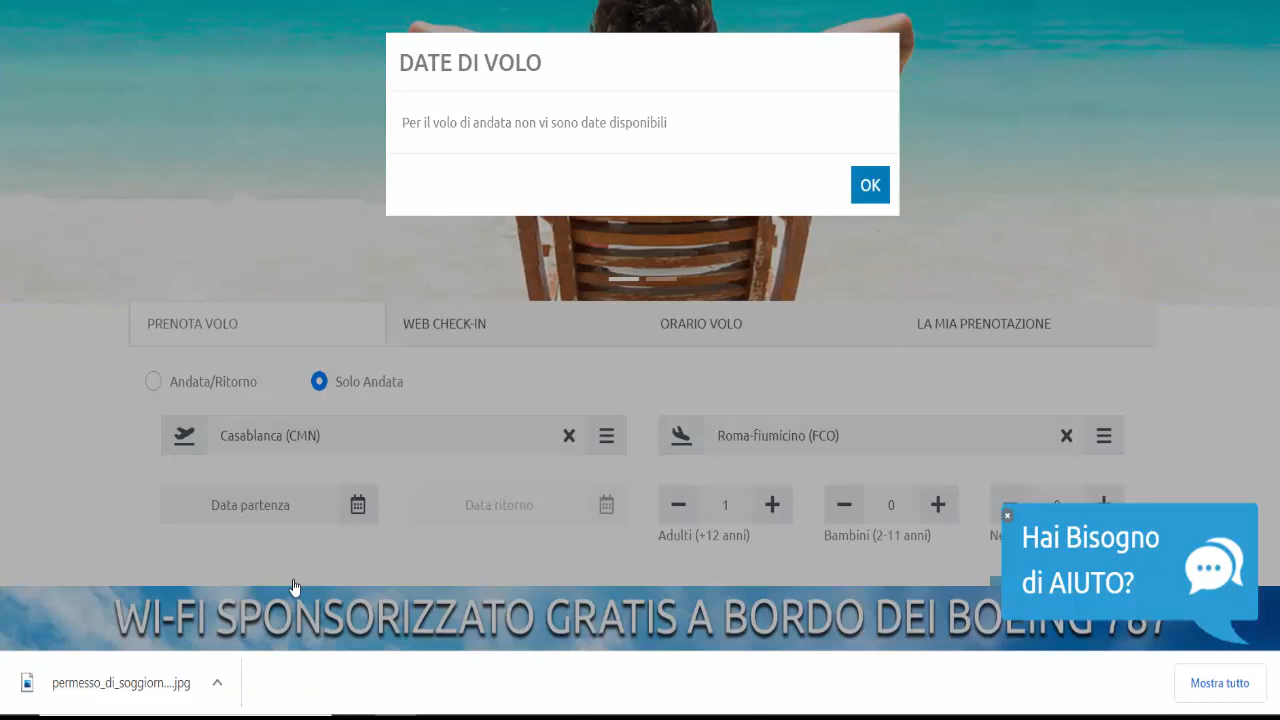 DATE DI VOLO
Per il volo di andata non vi sono date disponibili
OK
PRENOTA VOLO
WEB CHECK-IN
ORARIO VOLO
LA MIA PRENOTAZIONE
Andata/Ritorno
Solo Andata
Casablanca (CMN)
Roma-fiumicino (FCO)
Data partenza
Data ritorno
1
0
Adulti (+12 anni)
Bambini (2-11 anni)
Hai Bisogno
di AIUTO?
WI-FI SPONSORIZZATO GRATIS A BORDO DEI BOEING 787
permesso_di_soggiorn....jpg
Mostra tutto